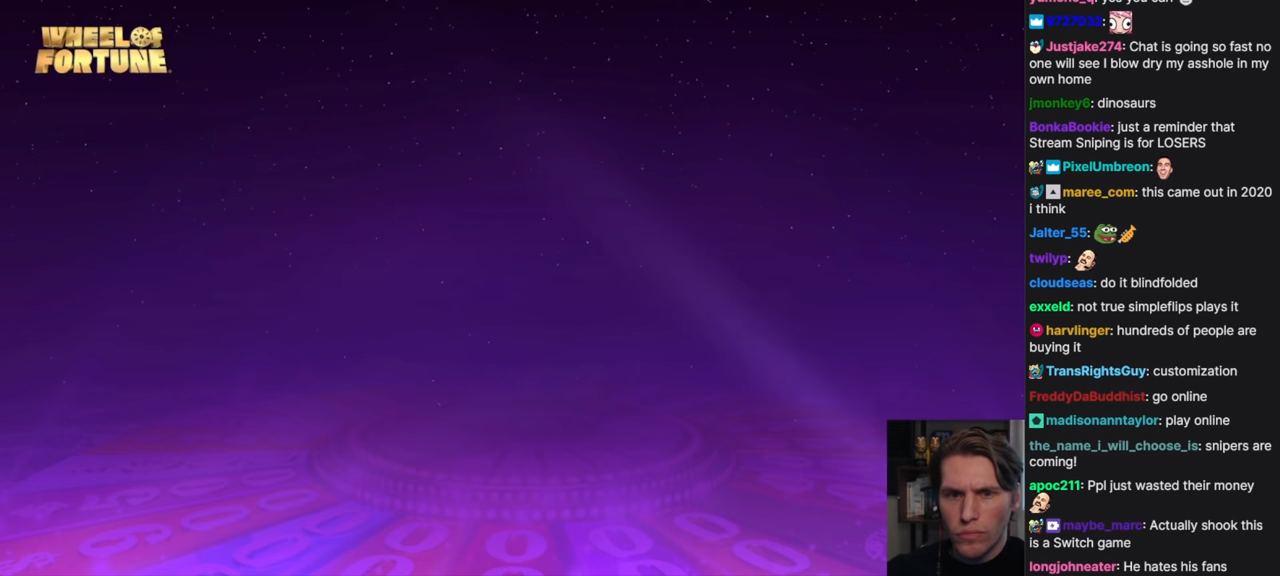 WHEEL OF
FORTUNE
9727032:
Justjake274: Chat is going so fast no
one will see I blow dry my asshole in my
own home
jmonkey6: dinosaurs
BonkaBookie: just a reminder that
Stream Sniping is for LOSERS
PixelUmbreon:
maree_com: this came out in 2020
i think
Jalter_55:
twilyp:
cloudseas: do it blindfolded
exxeld: not true simpleflips plays it
harvlinger: hundreds of people are
buying it
TransRightsGuy: customization
FreddyDaBuddhist: go online
madisonanntaylor: play online
the_name_i_will_choose_is: snipers are
coming!
apoc211: Ppl just wasted their money
maybe_marc: Actually shook this
is a Switch game
longjohneater: He hates his fans